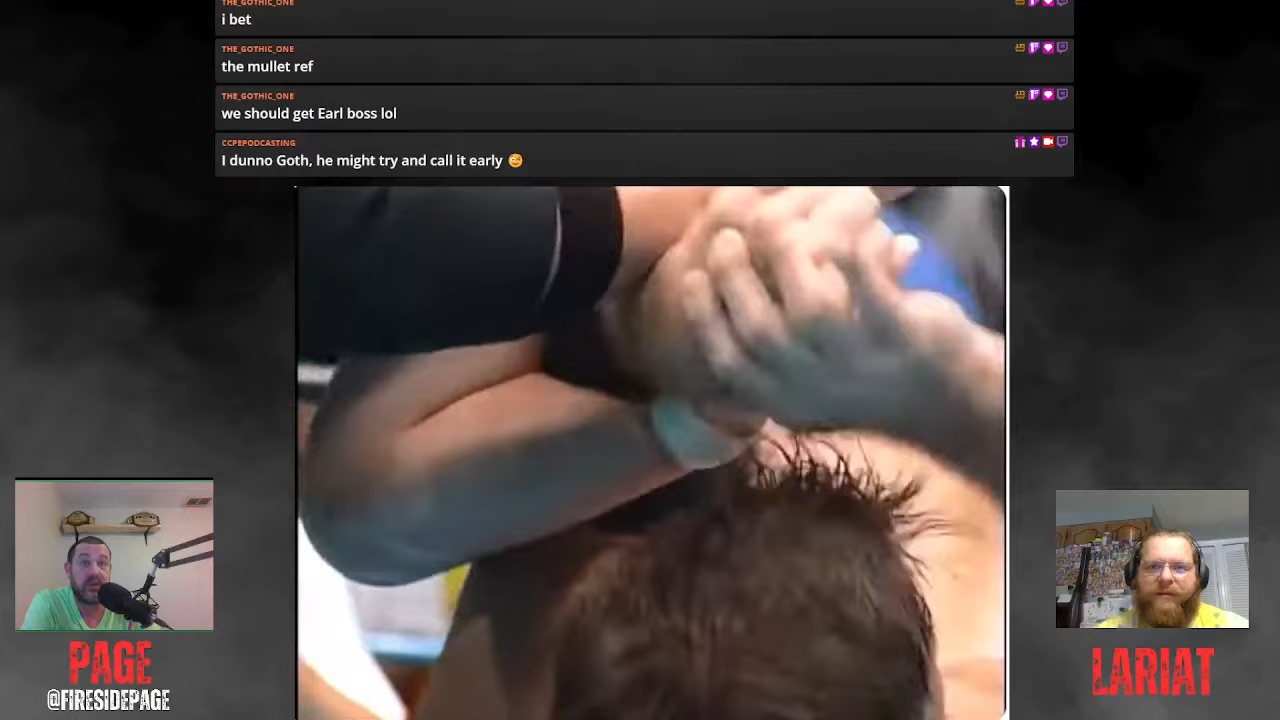 THE_GOTHIC_ONE
i bet
THE_GOTHIC_ONE
the mullet ref
THE_GOTHIC_ONE
we should get Earl boss lol
CCPEPODCASTING
I dunno Goth, he might try and call it early
PAGE
@FIRESIDEPAGE
LARIAT